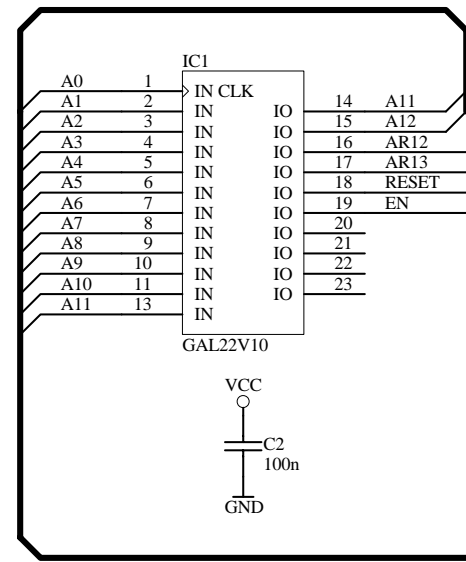 IC1
A0 1 IN CLK
A1 2 IN IO 14 A11
A2 3 IN IO 15 A12
A3 4 IN IO 16 AR12
A4 5 IN IO 17 AR13
A5 6 IN IO 18 RESET
A6 7 IN IO 19 EN
A7 8 IN IO 20
A8 9 IN IO 21
A9 10 IN IO 22
A10 11 IN IO 23
A11 13 IN
GAL22V10
VCC
C2
100n
GND